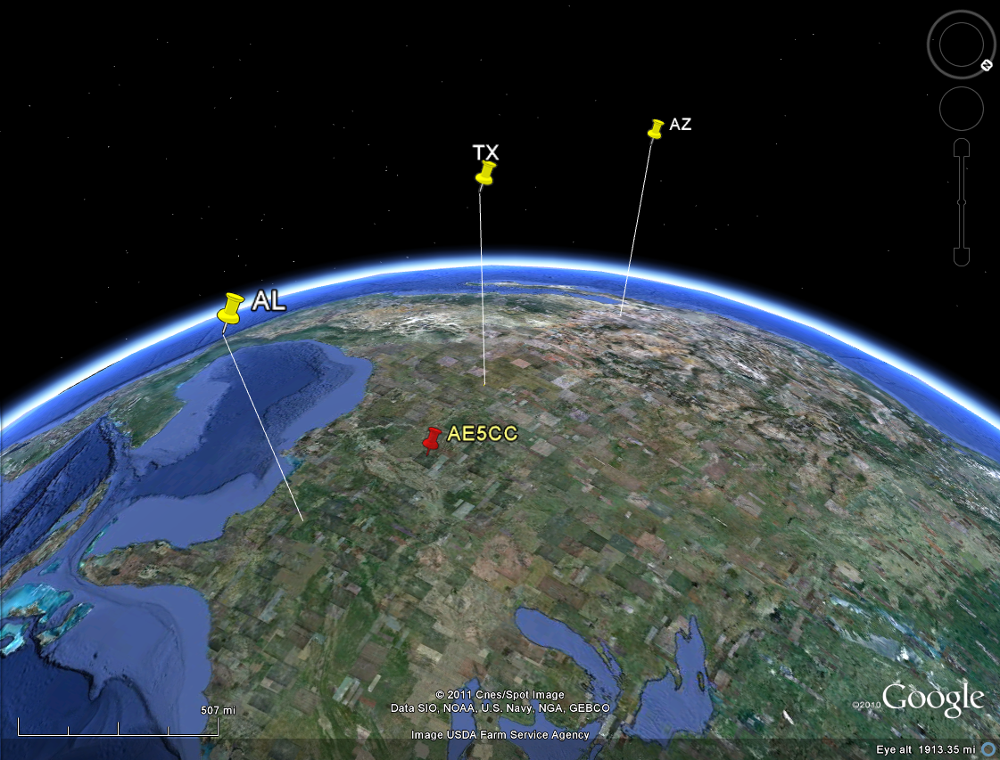 N
AZ
TX
AL
AE5CC
© 2011 Cnes/Spot Image
Data SIO, NOAA, U.S. Navy, NGA, GEBCO
507 mi
©2010 Google
Image USDA Farm Service Agency
Eye alt 1913.35 mi